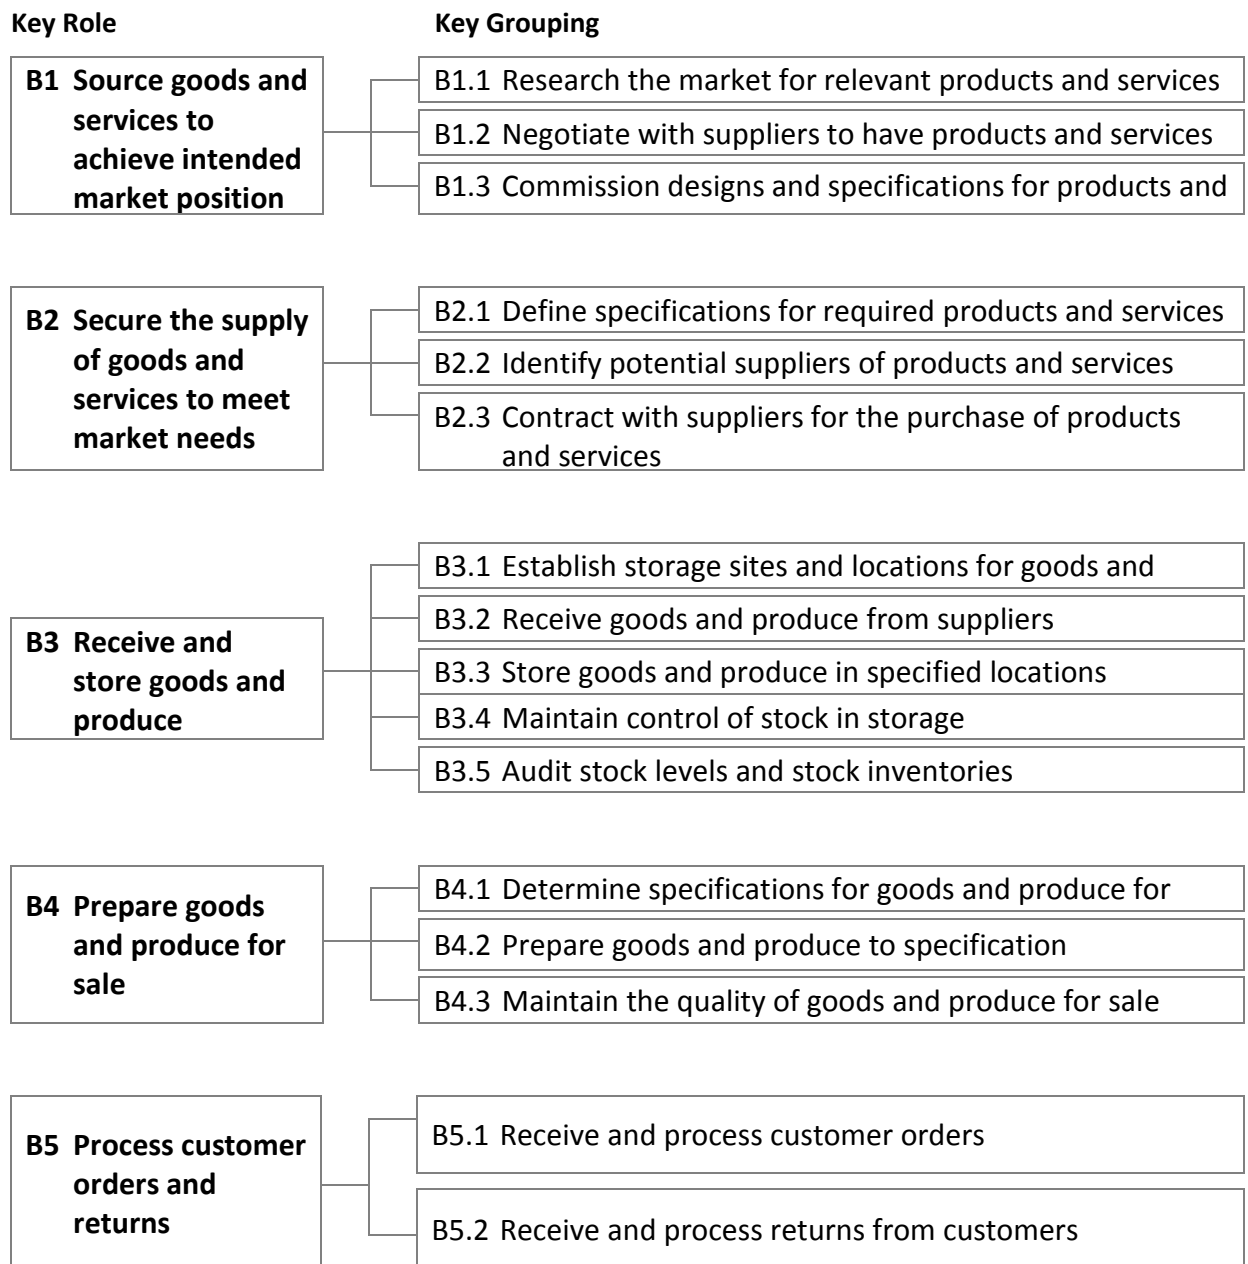 Key Role
Key Grouping
B1 Source goods and
services to
achieve intended
market position
B1.1 Research the market for relevant products and services
B1.2 Negotiate with suppliers to have products and services
B1.3 Commission designs and specifications for products and
B2 Secure the supply
of goods and
services to meet
market needs
B2.1 Define specifications for required products and services
B2.2 Identify potential suppliers of products and services
B2.3 Contract with suppliers for the purchase of products
and services
B3 Receive and
store goods and
produce
B3.1 Establish storage sites and locations for goods and
B3.2 Receive goods and produce from suppliers
B3.3 Store goods and produce in specified locations
B3.4 Maintain control of stock in storage
B3.5 Audit stock levels and stock inventories
B4 Prepare goods
and produce for
sale
B4.1 Determine specifications for goods and produce for
B4.2 Prepare goods and produce to specification
B4.3 Maintain the quality of goods and produce for sale
B5 Process customer
orders and
returns
B5.1 Receive and process customer orders
B5.2 Receive and process returns from customers